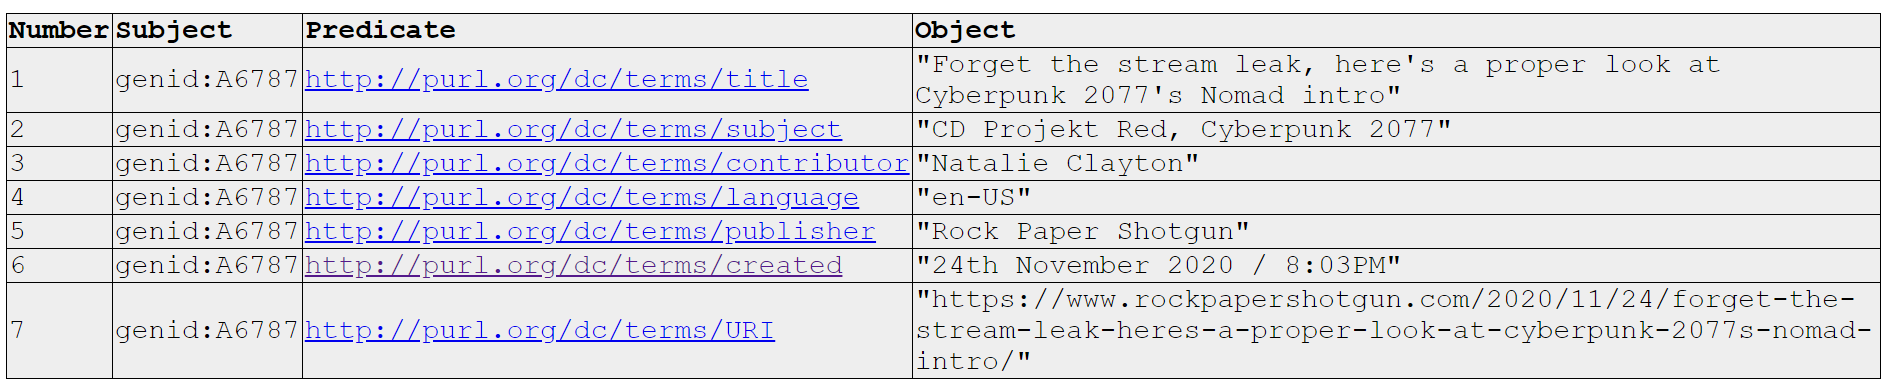 Number Subject Predicate Object
1 genid:A6787 http://purl.org/dc/terms/title "Forget the stream leak, here's a proper look at
Cyberpunk 2077's Nomad intro"
2 genid:A6787 http://purl.org/dc/terms/subject "CD Projekt Red, Cyberpunk 2077"
3 genid:A6787 http://purl.org/dc/terms/contributor "Natalie Clayton"
4 genid:A6787 http://purl.org/dc/terms/language "en-US"
5 genid:A6787 http://purl.org/dc/terms/publisher "Rock Paper Shotgun"
6 genid:A6787 http://purl.org/dc/terms/created "24th November 2020 / 8:03PM"
7 genid:A6787 http://purl.org/dc/terms/URI "https://www.rockpapershotgun.com/2020/11/24/forget-the-
stream-leak-heres-a-proper-look-at-cyberpunk-2077s-nomad-
intro/"